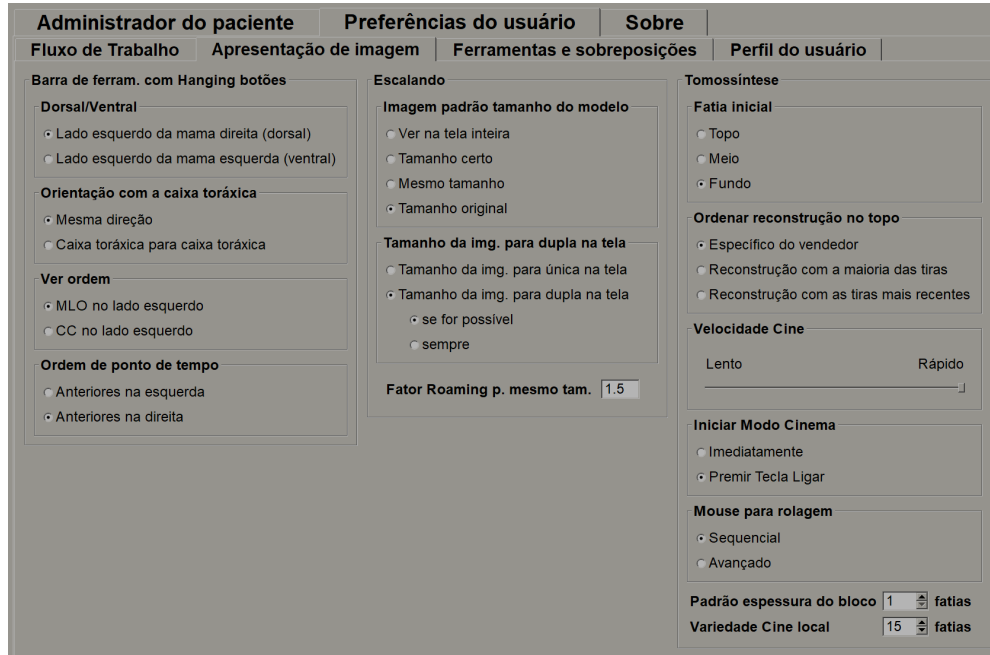 Administrador do paciente Preferências do usuário Sobre
Fluxo de Trabalho Apresentação de imagem Ferramentas e sobreposições Perfil do usuário
Barra de ferram. com Hanging botões
Dorsal/Ventral
Lado esquerdo da mama direita (dorsal)
Lado esquerdo da mama esquerda (ventral)
Orientação com a caixa toráxica
Mesma direção
Caixa toráxica para caixa toráxica
Ver ordem
MLO no lado esquerdo
CC no lado esquerdo
Ordem de ponto de tempo
Anteriores na esquerda
Anteriores na direita
Escalando
Imagem padrão tamanho do modelo
Ver na tela inteira
Tamanho certo
Mesmo tamanho
Tamanho original
Tamanho da img. para dupla na tela
Tamanho da img. para única na tela
Tamanho da img. para dupla na tela
se for possível
sempre
Fator Roaming p. mesmo tam. 1.5
Tomossíntese
Fatia inicial
Topo
Meio
Fundo
Ordenar reconstrução no topo
Específico do vendedor
Reconstrução com a maioria das tiras
Reconstrução com as tiras mais recentes
Velocidade Cine
Lento Rápido
Iniciar Modo Cinema
Imediatamente
Premir Tecla Ligar
Mouse para rolagem
Sequencial
Avançado
Padrão espessura do bloco 1 fatias
Variedade Cine local 15 fatias